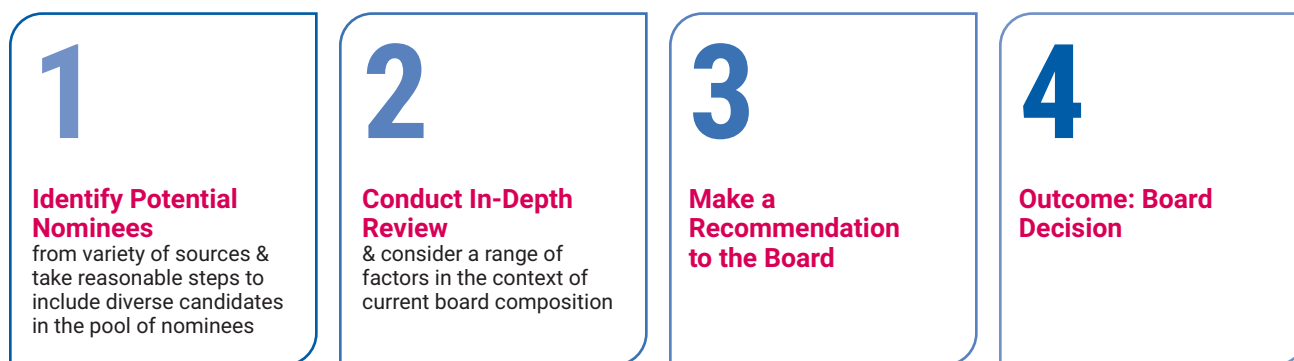 1
Identify Potential
Nominees
from variety of sources &
take reasonable steps to
include diverse candidates
in the pool of nominees
2
Conduct In-Depth
Review
& consider a range of
factors in the context of
current board composition
3
Make a
Recommendation
to the Board
4
Outcome: Board
Decision